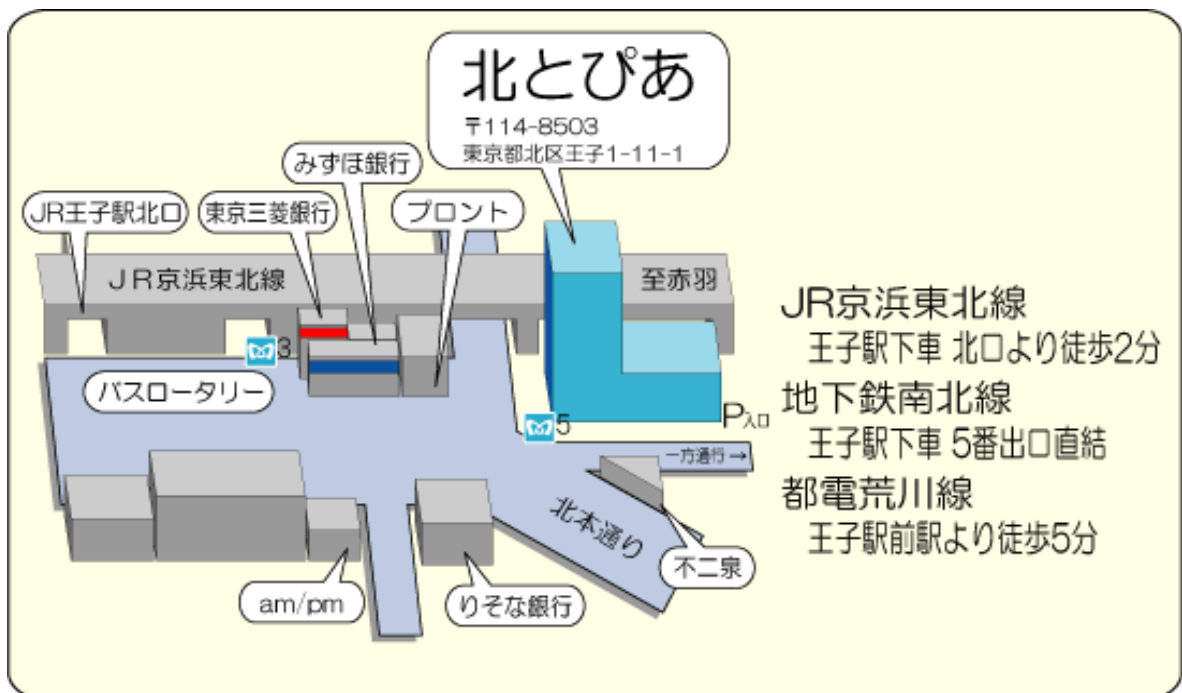 北とぴあ
〒114-8503
東京都北区王子1-11-1
みずほ銀行
JR王子駅北口
東京三菱銀行
プロント
JR京浜東北線
至赤羽
3
バスロータリー
5
P入口
一方通行→
北本通り
不二泉
am/pm
りそな銀行
JR京浜東北線
王子駅下車 北口より徒歩2分
地下鉄南北線
王子駅下車 5番出口直結
都電荒川線
王子駅前駅より徒歩5分